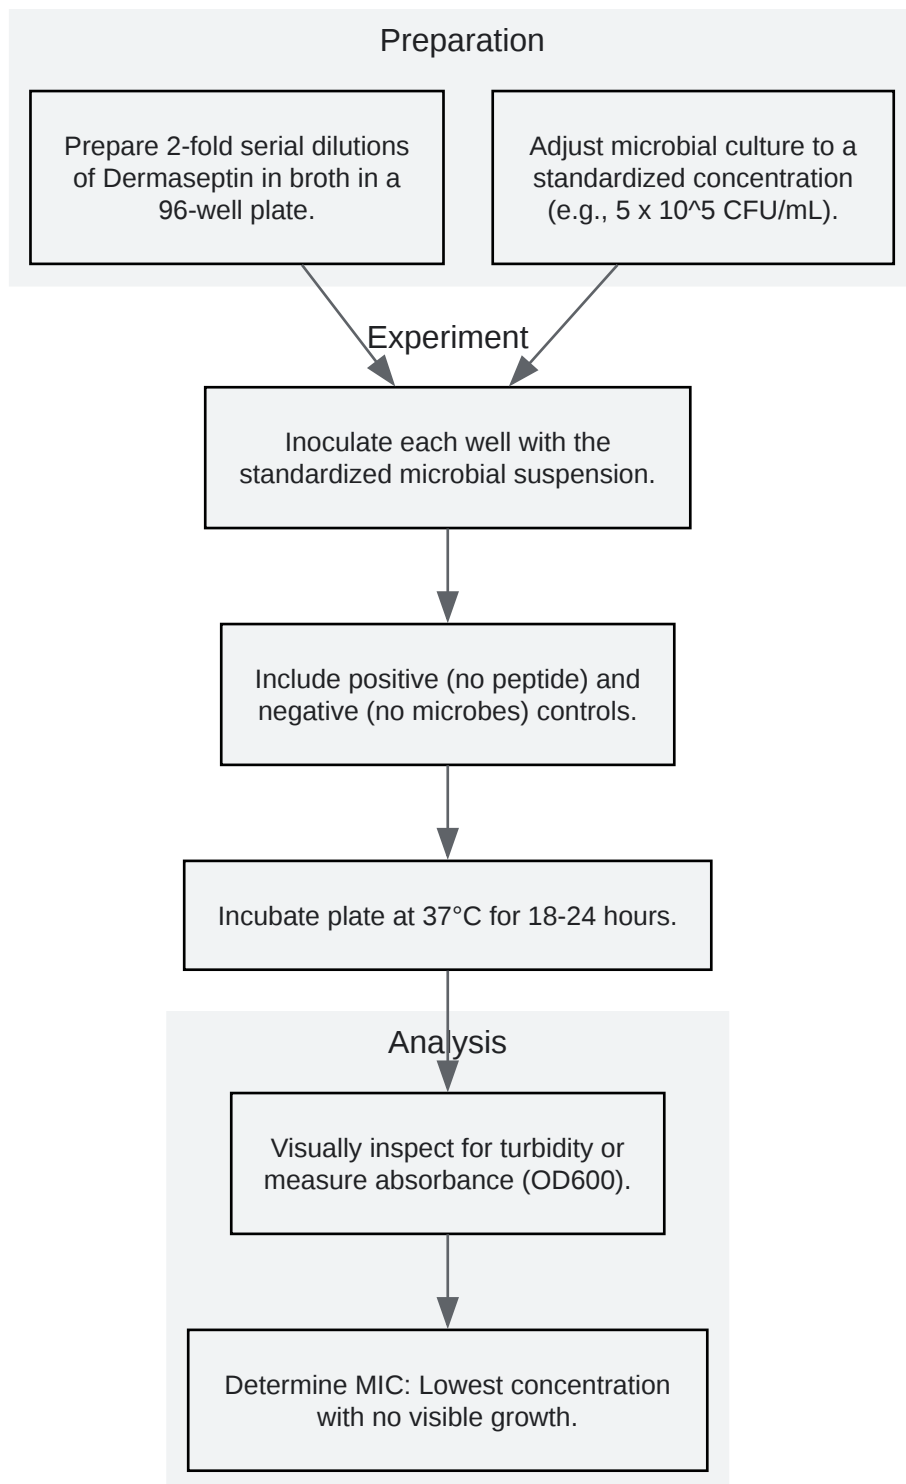 Preparation
Prepare 2-fold serial dilutions
of Dermaseptin in broth in a
96-well plate.
Adjust microbial culture to a
standardized concentration
(e.g., 5 x 10^5 CFU/mL).
Experiment
Inoculate each well with the
standardized microbial suspension.
Include positive (no peptide) and
negative (no microbes) controls.
Incubate plate at 37°C for 18-24 hours.
Analysis
Visually inspect for turbidity or
measure absorbance (OD600).
Determine MIC: Lowest concentration
with no visible growth.